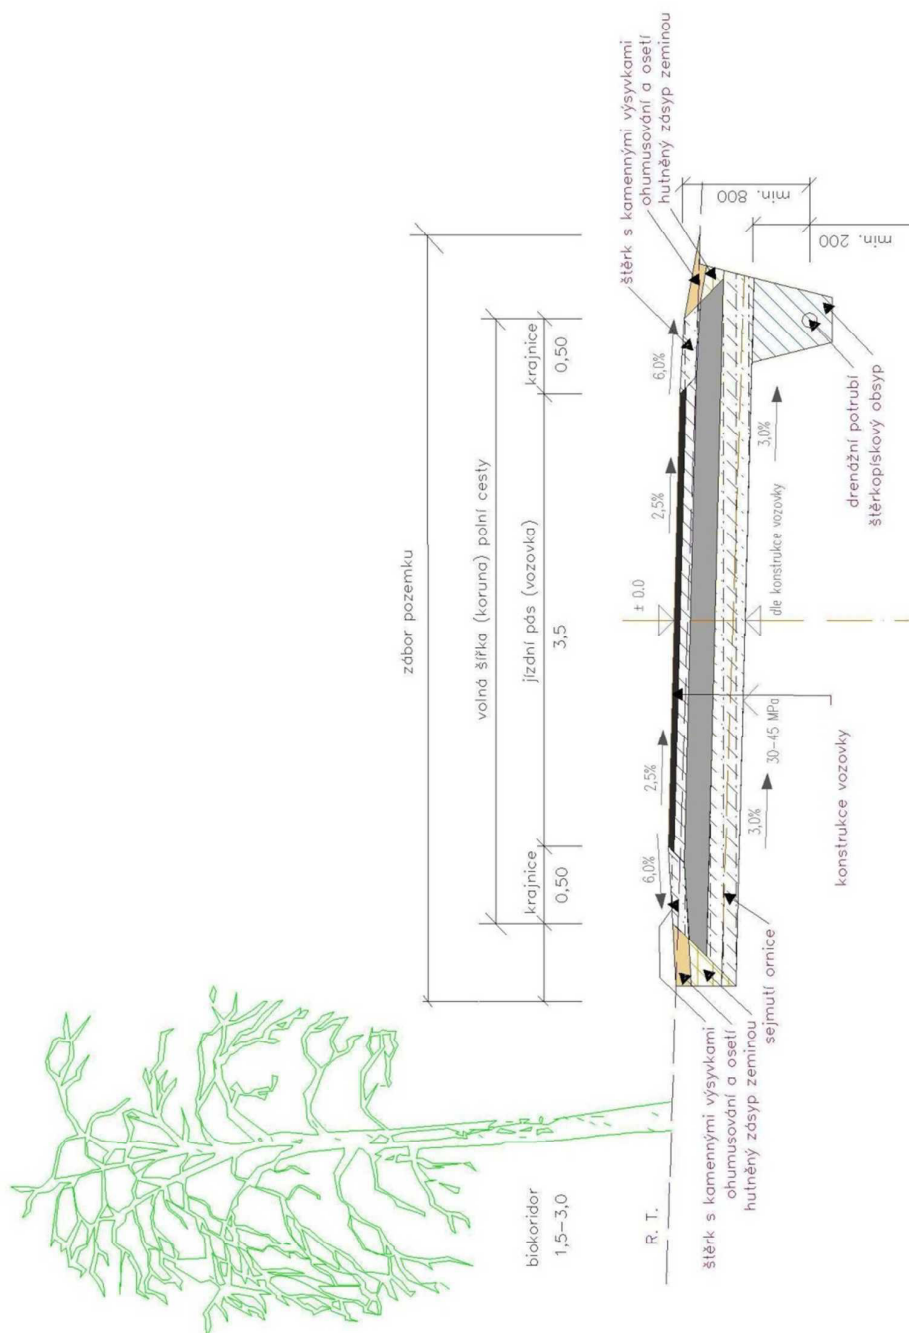 zábor pozemku
volná šířka (koruna) polní cesty
krajnice
jízdní pás (vozovka)
krajnice
0,50
3,5
0,50
biokoridor
1,5–3,0
± 0.0
6,0%
2,5%
2,5%
6,0%
R. T.
štěrk s kamennými výsyvkami
ohumusování a osetí
hutněný zásyp zeminou
štěrk s kamennými výsyvkami
ohumusování a osetí
hutněný zásyp zeminou
sejmutí ornice
3,0%
30–45 MPa
dle konstrukce vozovky
3,0%
min. 800
min. 200
konstrukce vozovky
drenážní potrubí
štěrkopískový obsyp